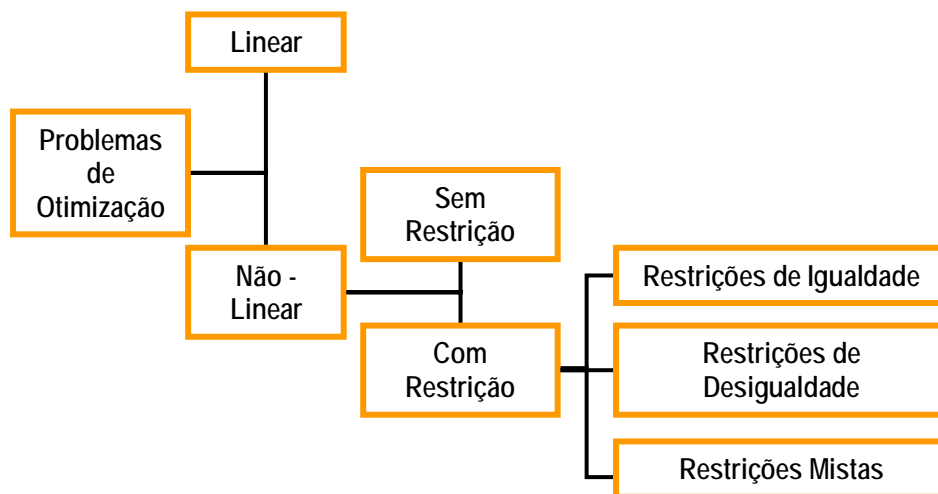 Linear
Problemas
de
Otimização
Sem
Restrição
Não -
Linear
Restrições de Igualdade
Com
Restrição
Restrições de
Desigualdade
Restrições Mistas